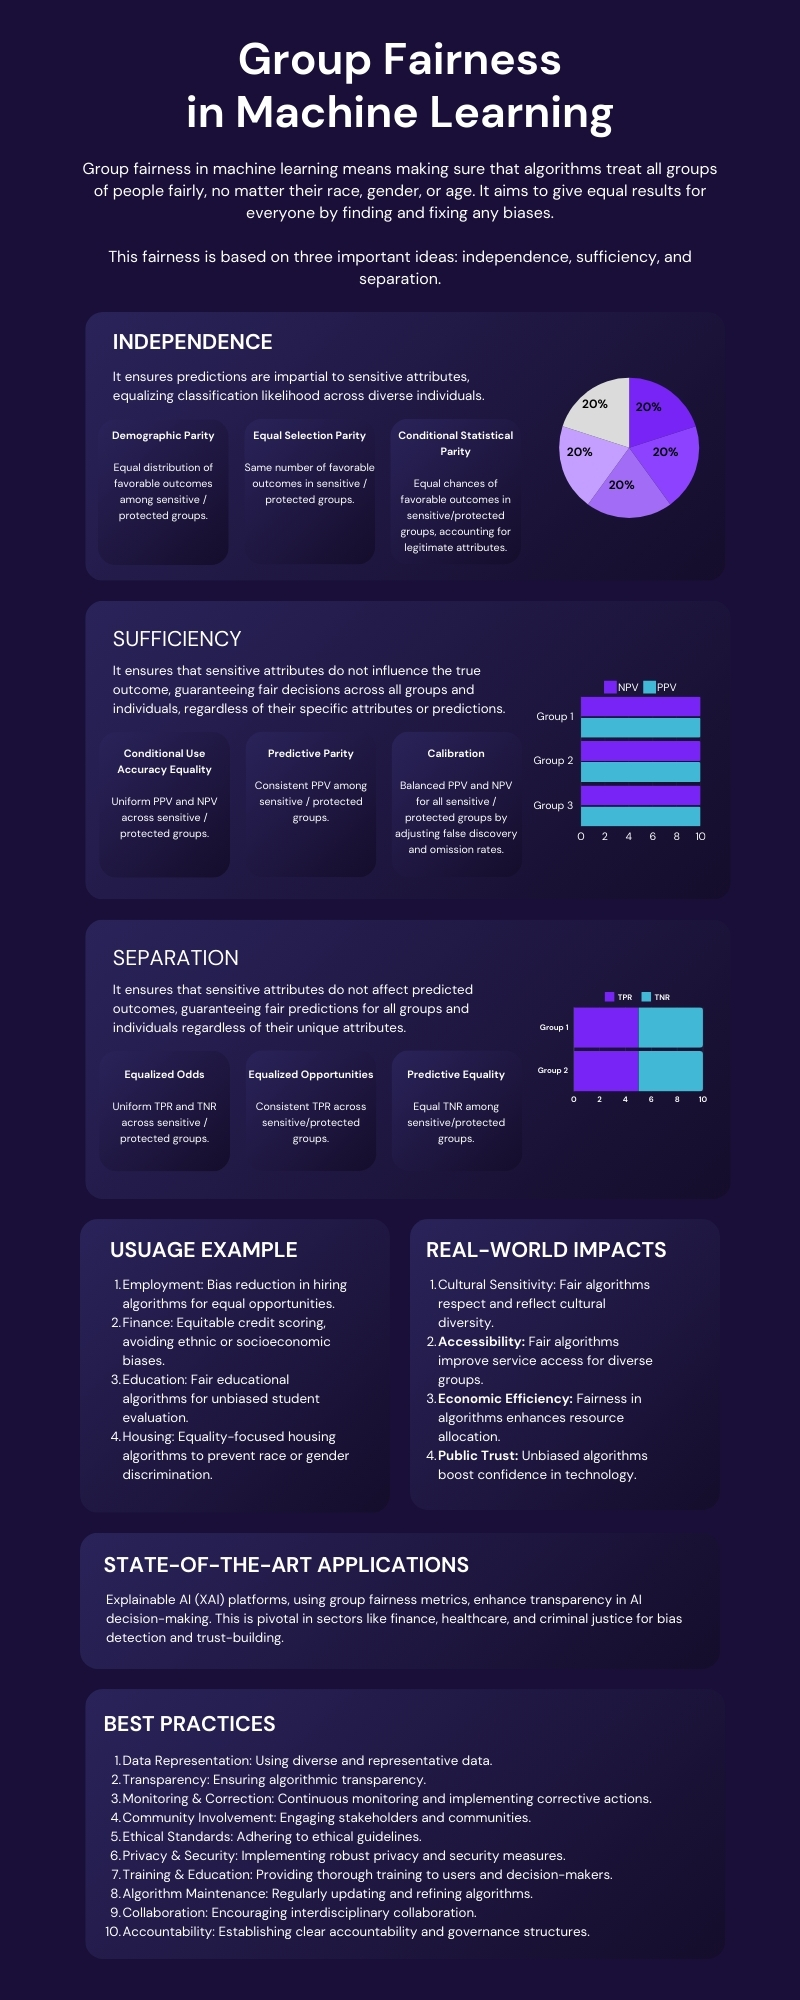 Group Fairness
in Machine Learning
Group fairness in machine learning means making sure that algorithms treat all groups
of people fairly, no matter their race, gender, or age. It aims to give equal results for
everyone by finding and fixing any biases.
This fairness is based on three important ideas: independence, sufficiency, and
separation.
INDEPENDENCE
It ensures predictions are impartial to sensitive attributes,
equalizing classification likelihood across diverse individuals.
Demographic Parity
Equal distribution of
favorable outcomes
among sensitive /
protected groups.
Equal Selection Parity
Same number of favorable
outcomes in sensitive /
protected groups.
Conditional Statistical
Parity
Equal chances of
favorable outcomes in
sensitive/protected
groups, accounting for
legitimate attributes.
20%
20%
20%
20%
20%
SUFFICIENCY
It ensures that sensitive attributes do not influence the true
outcome, guaranteeing fair decisions across all groups and
individuals, regardless of their specific attributes or predictions.
Conditional Use
Accuracy Equality
Uniform PPV and NPV
across sensitive /
protected groups.
Predictive Parity
Consistent PPV among
sensitive / protected
groups.
Calibration
Balanced PPV and NPV
for all sensitive /
protected groups by
adjusting false discovery
and omission rates.
NPV PPV
Group 1
Group 2
Group 3
0 2 4 6 8 10
SEPARATION
It ensures that sensitive attributes do not affect predicted
outcomes, guaranteeing fair predictions for all groups and
individuals regardless of their unique attributes.
Equalized Odds
Uniform TPR and TNR
across sensitive /
protected groups.
Equalized Opportunities
Consistent TPR across
sensitive/protected
groups.
Predictive Equality
Equal TNR among
sensitive/protected
groups.
TPR TNR
Group 1
Group 2
0 2 4 6 8 10
USUAGE EXAMPLE
1.Employment: Bias reduction in hiring
algorithms for equal opportunities.
2.Finance: Equitable credit scoring,
avoiding ethnic or socioeconomic
biases.
3.Education: Fair educational
algorithms for unbiased student
evaluation.
4.Housing: Equality-focused housing
algorithms to prevent race or gender
discrimination.
REAL-WORLD IMPACTS
1.Cultural Sensitivity: Fair algorithms
respect and reflect cultural
diversity.
2.Accessibility: Fair algorithms
improve service access for diverse
groups.
3.Economic Efficiency: Fairness in
algorithms enhances resource
allocation.
4.Public Trust: Unbiased algorithms
boost confidence in technology.
STATE-OF-THE-ART APPLICATIONS
Explainable AI (XAI) platforms, using group fairness metrics, enhance transparency in AI
decision-making. This is pivotal in sectors like finance, healthcare, and criminal justice for bias
detection and trust-building.
BEST PRACTICES
1.Data Representation: Using diverse and representative data.
2.Transparency: Ensuring algorithmic transparency.
3.Monitoring & Correction: Continuous monitoring and implementing corrective actions.
4.Community Involvement: Engaging stakeholders and communities.
5.Ethical Standards: Adhering to ethical guidelines.
6.Privacy & Security: Implementing robust privacy and security measures.
7.Training & Education: Providing thorough training to users and decision-makers.
8.Algorithm Maintenance: Regularly updating and refining algorithms.
9.Collaboration: Encouraging interdisciplinary collaboration.
10.Accountability: Establishing clear accountability and governance structures.